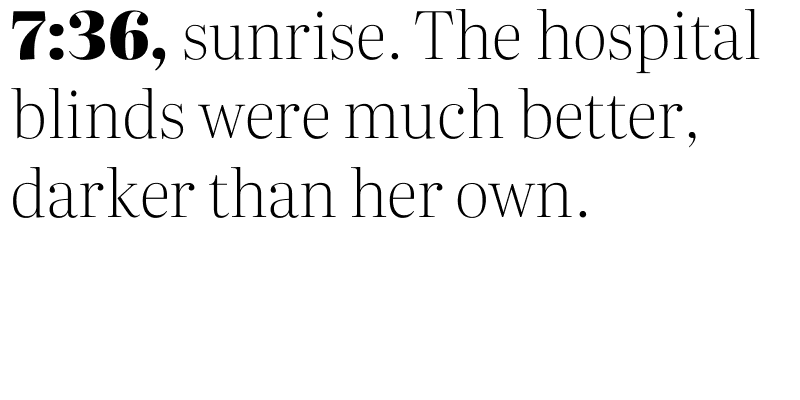 7:36, sunrise. The hospital
blinds were much better,
darker than her own.